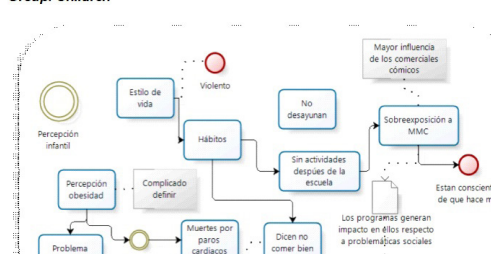 Mayor influencia
de los comerciales
cómicos
Violento
Estilo de
vida
No
desayunan
Sobreexposición a
MMC
Percepción
infantil
Hábitos
Sin actividades
despúes de la
escuela
Estan conscient
de que hace m
Percepción
obesidad
Complicado
definir
Los programas generan
impacto en éllos respecto
a problemáticas sociales
Muertes por
paros
cardiacos
Dicen no
comer bien
Problema